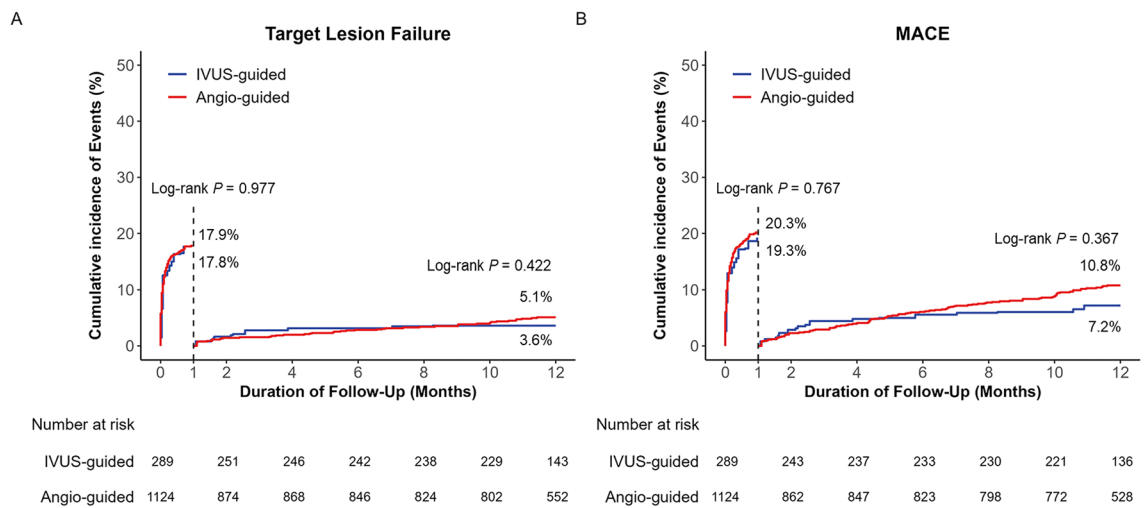 A
Target Lesion Failure
Cumulative incidence of Events (%)
50
40
30
20
10
0
IVUS-guided
Angio-guided
Log-rank P = 0.977
17.9%
17.8%
Log-rank P = 0.422
5.1%
3.6%
0 1 2 4 6 8 10 12
Duration of Follow-Up (Months)
Number at risk
IVUS-guided 289 251 246 242 238 229 143
Angio-guided 1124 874 868 846 824 802 552
B
MACE
Cumulative incidence of Events (%)
50
40
30
20
10
0
IVUS-guided
Angio-guided
Log-rank P = 0.767
20.3%
19.3%
Log-rank P = 0.367
10.8%
7.2%
0 1 2 4 6 8 10 12
Duration of Follow-Up (Months)
Number at risk
IVUS-guided 289 243 237 233 230 221 136
Angio-guided 1124 862 847 823 798 772 528